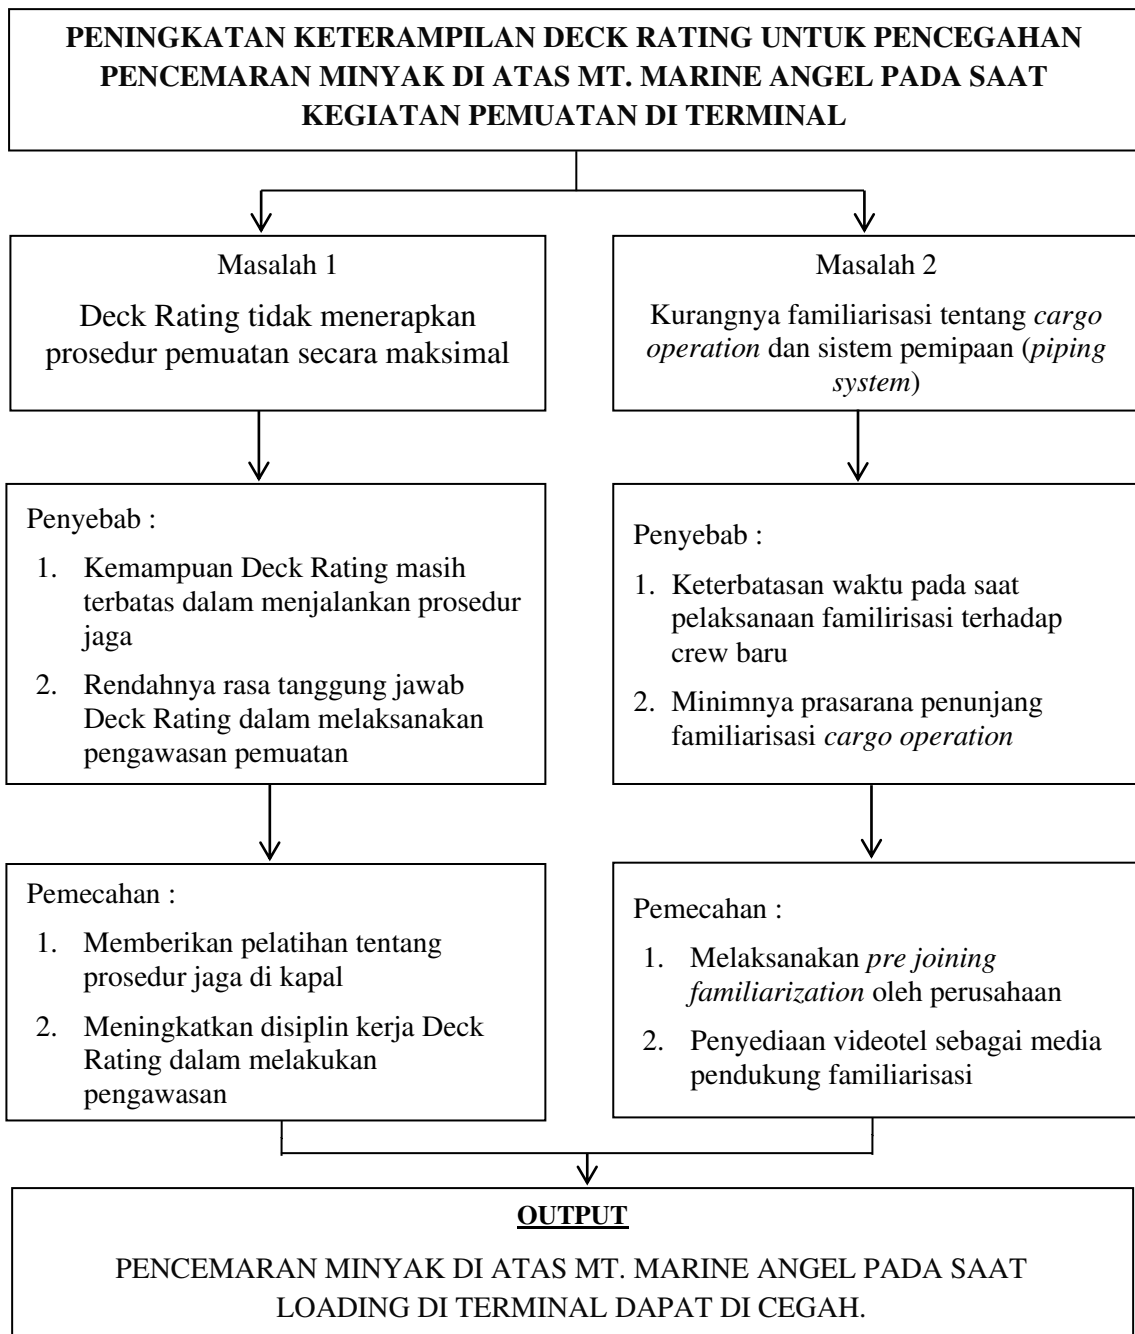 PENINGKATAN KETERAMPILAN DECK RATING UNTUK PENCEGAHAN
PENCEMARAN MINYAK DI ATAS MT. MARINE ANGEL PADA SAAT
KEGIATAN PEMUATAN DI TERMINAL
Masalah 1
Deck Rating tidak menerapkan
prosedur pemuatan secara maksimal
Masalah 2
Kurangnya familiarisasi tentang cargo
operation dan sistem pemipaan (piping
system)
Penyebab :
1. Kemampuan Deck Rating masih
terbatas dalam menjalankan prosedur
jaga
2. Rendahnya rasa tanggung jawab
Deck Rating dalam melaksanakan
pengawasan pemuatan
Penyebab :
1. Keterbatasan waktu pada saat
pelaksanaan familirisasi terhadap
crew baru
2. Minimnya prasarana penunjang
familiarisasi cargo operation
Pemecahan :
1. Memberikan pelatihan tentang
prosedur jaga di kapal
2. Meningkatkan disiplin kerja Deck
Rating dalam melakukan
pengawasan
Pemecahan :
1. Melaksanakan pre joining
familiarization oleh perusahaan
2. Penyediaan videotel sebagai media
pendukung familiarisasi
OUTPUT
PENCEMARAN MINYAK DI ATAS MT. MARINE ANGEL PADA SAAT
LOADING DI TERMINAL DAPAT DI CEGAH.